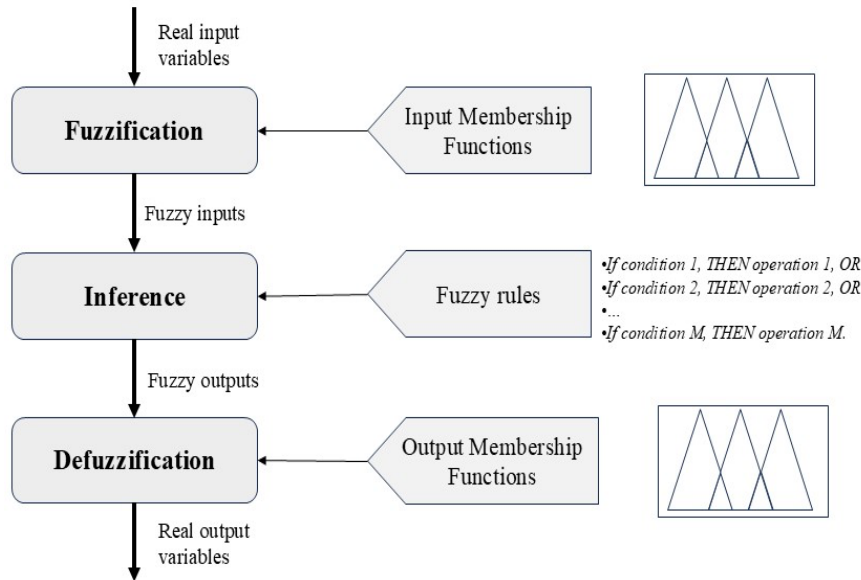 Real input
variables
Fuzzification
Input Membership
Functions
Fuzzy inputs
Inference
Fuzzy rules
•If condition 1, THEN operation 1, OR
•If condition 2, THEN operation 2, OR
•...
•If condition M, THEN operation M.
Fuzzy outputs
Defuzzification
Output Membership
Functions
Real output
variables